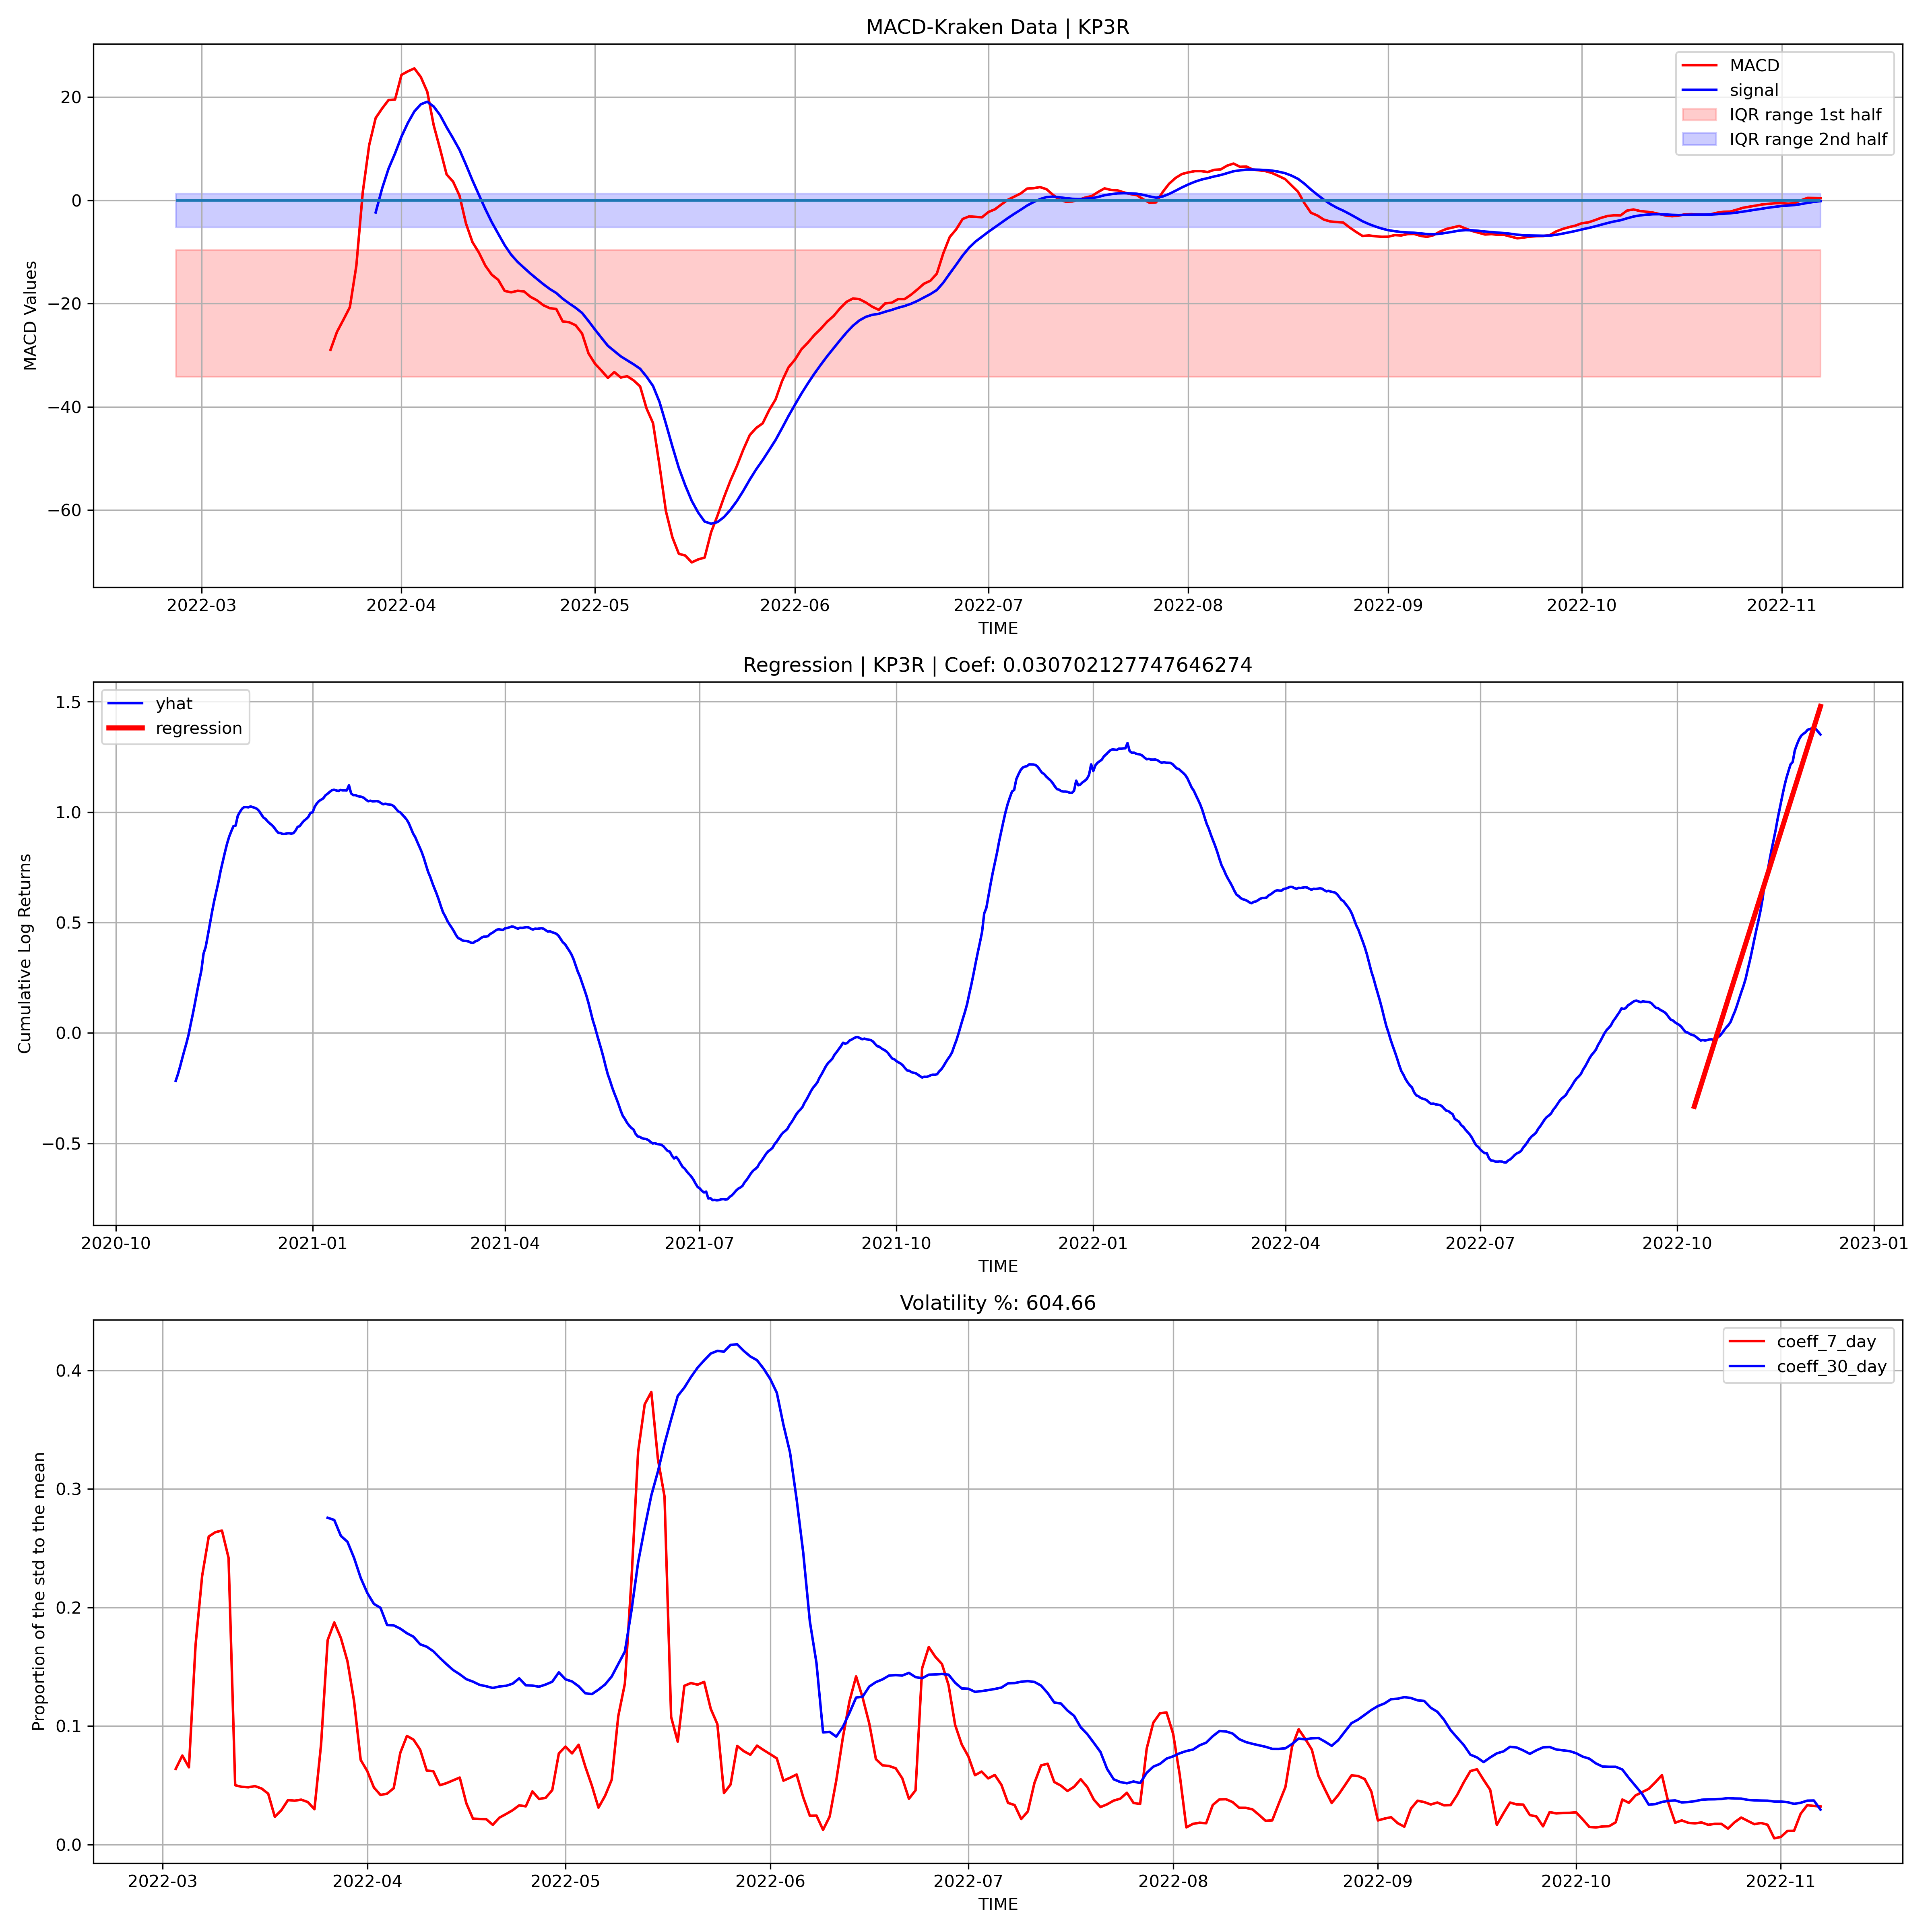 MACD-Kraken Data | KP3R
MACD
signal
IQR range 1st half
IQR range 2nd half
MACD Values
20
0
−20
−40
−60
2022-03 2022-04 2022-05 2022-06 2022-07 2022-08 2022-09 2022-10 2022-11
TIME
Regression | KP3R | Coef: 0.030702127747646274
yhat
regression
Cumulative Log Returns
1.5
1.0
0.5
0.0
−0.5
2020-10 2021-01 2021-04 2021-07 2021-10 2022-01 2022-04 2022-07 2022-10 2023-01
TIME
Volatility %: 604.66
coeff_7_day
coeff_30_day
Proportion of the std to the mean
0.4
0.3
0.2
0.1
0.0
2022-03 2022-04 2022-05 2022-06 2022-07 2022-08 2022-09 2022-10 2022-11
TIME